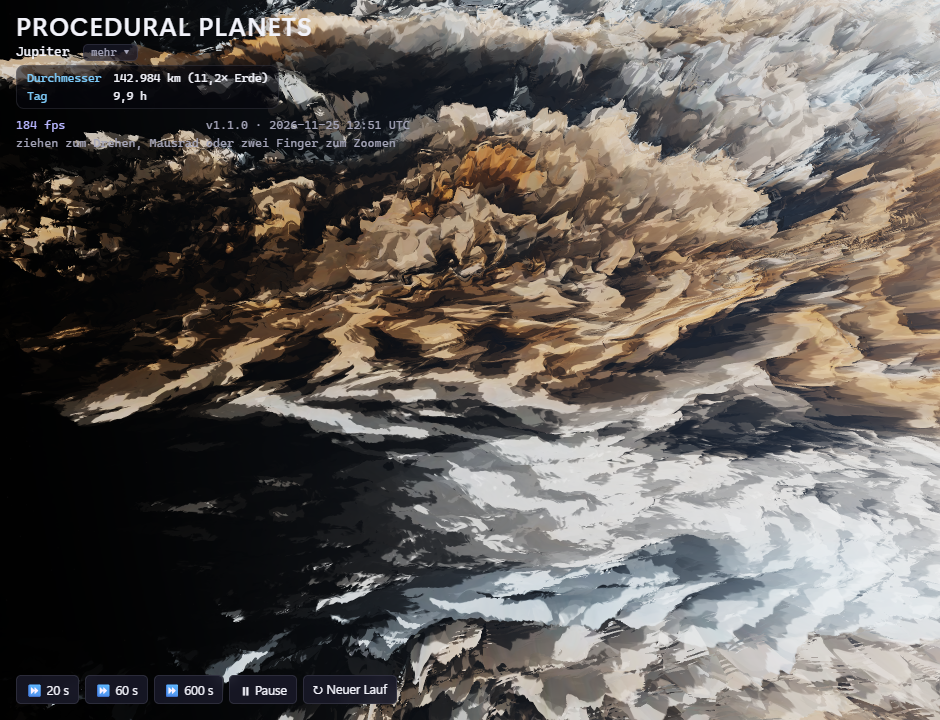 PROCEDURAL PLANETS
Jupiter mehr ▾
Durchmesser 142.984 km (11,2× Erde)
Tag 9,9 h
184 fps v1.1.0 · 2026-11-25 12:51 UTC
ziehen zum Drehen, Mausrad oder zwei Finger zum Zoomen
⏩ 20 s ⏩ 60 s ⏩ 600 s ⏸ Pause ↻ Neuer Lauf